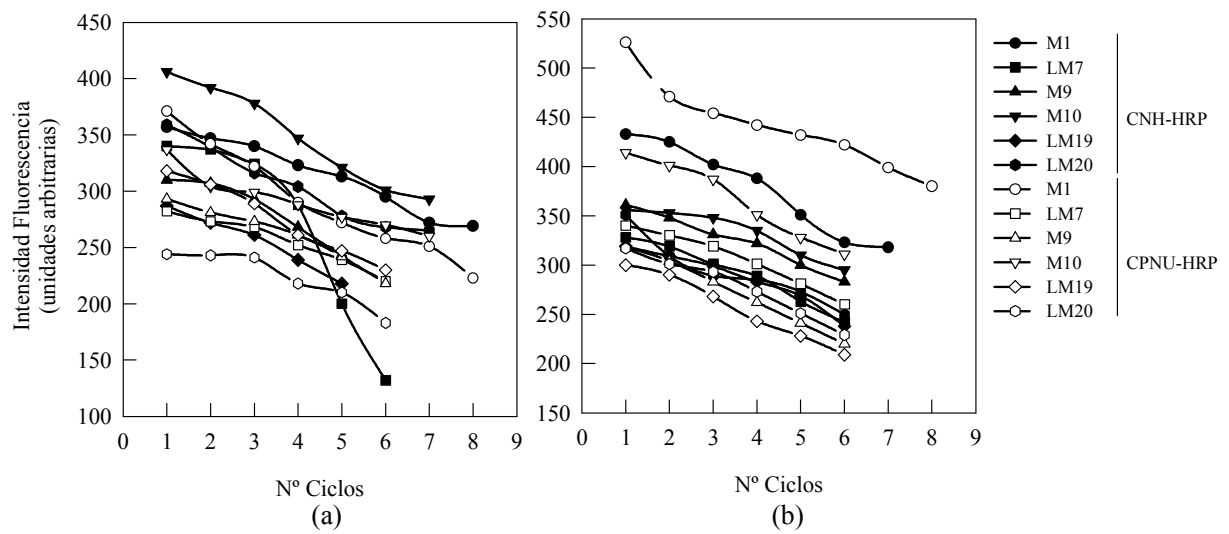 Intensidad Fluorescencia
(unidades arbitrarias)
450
400
350
300
250
200
150
100
0 1 2 3 4 5 6 7 8 9
Nº Ciclos
(a)
550
500
450
400
350
300
250
200
150
0 1 2 3 4 5 6 7 8 9
Nº Ciclos
(b)
M1
LM7
M9
M10
LM19
LM20
CNH-HRP
M1
LM7
M9
M10
LM19
LM20
CPNU-HRP